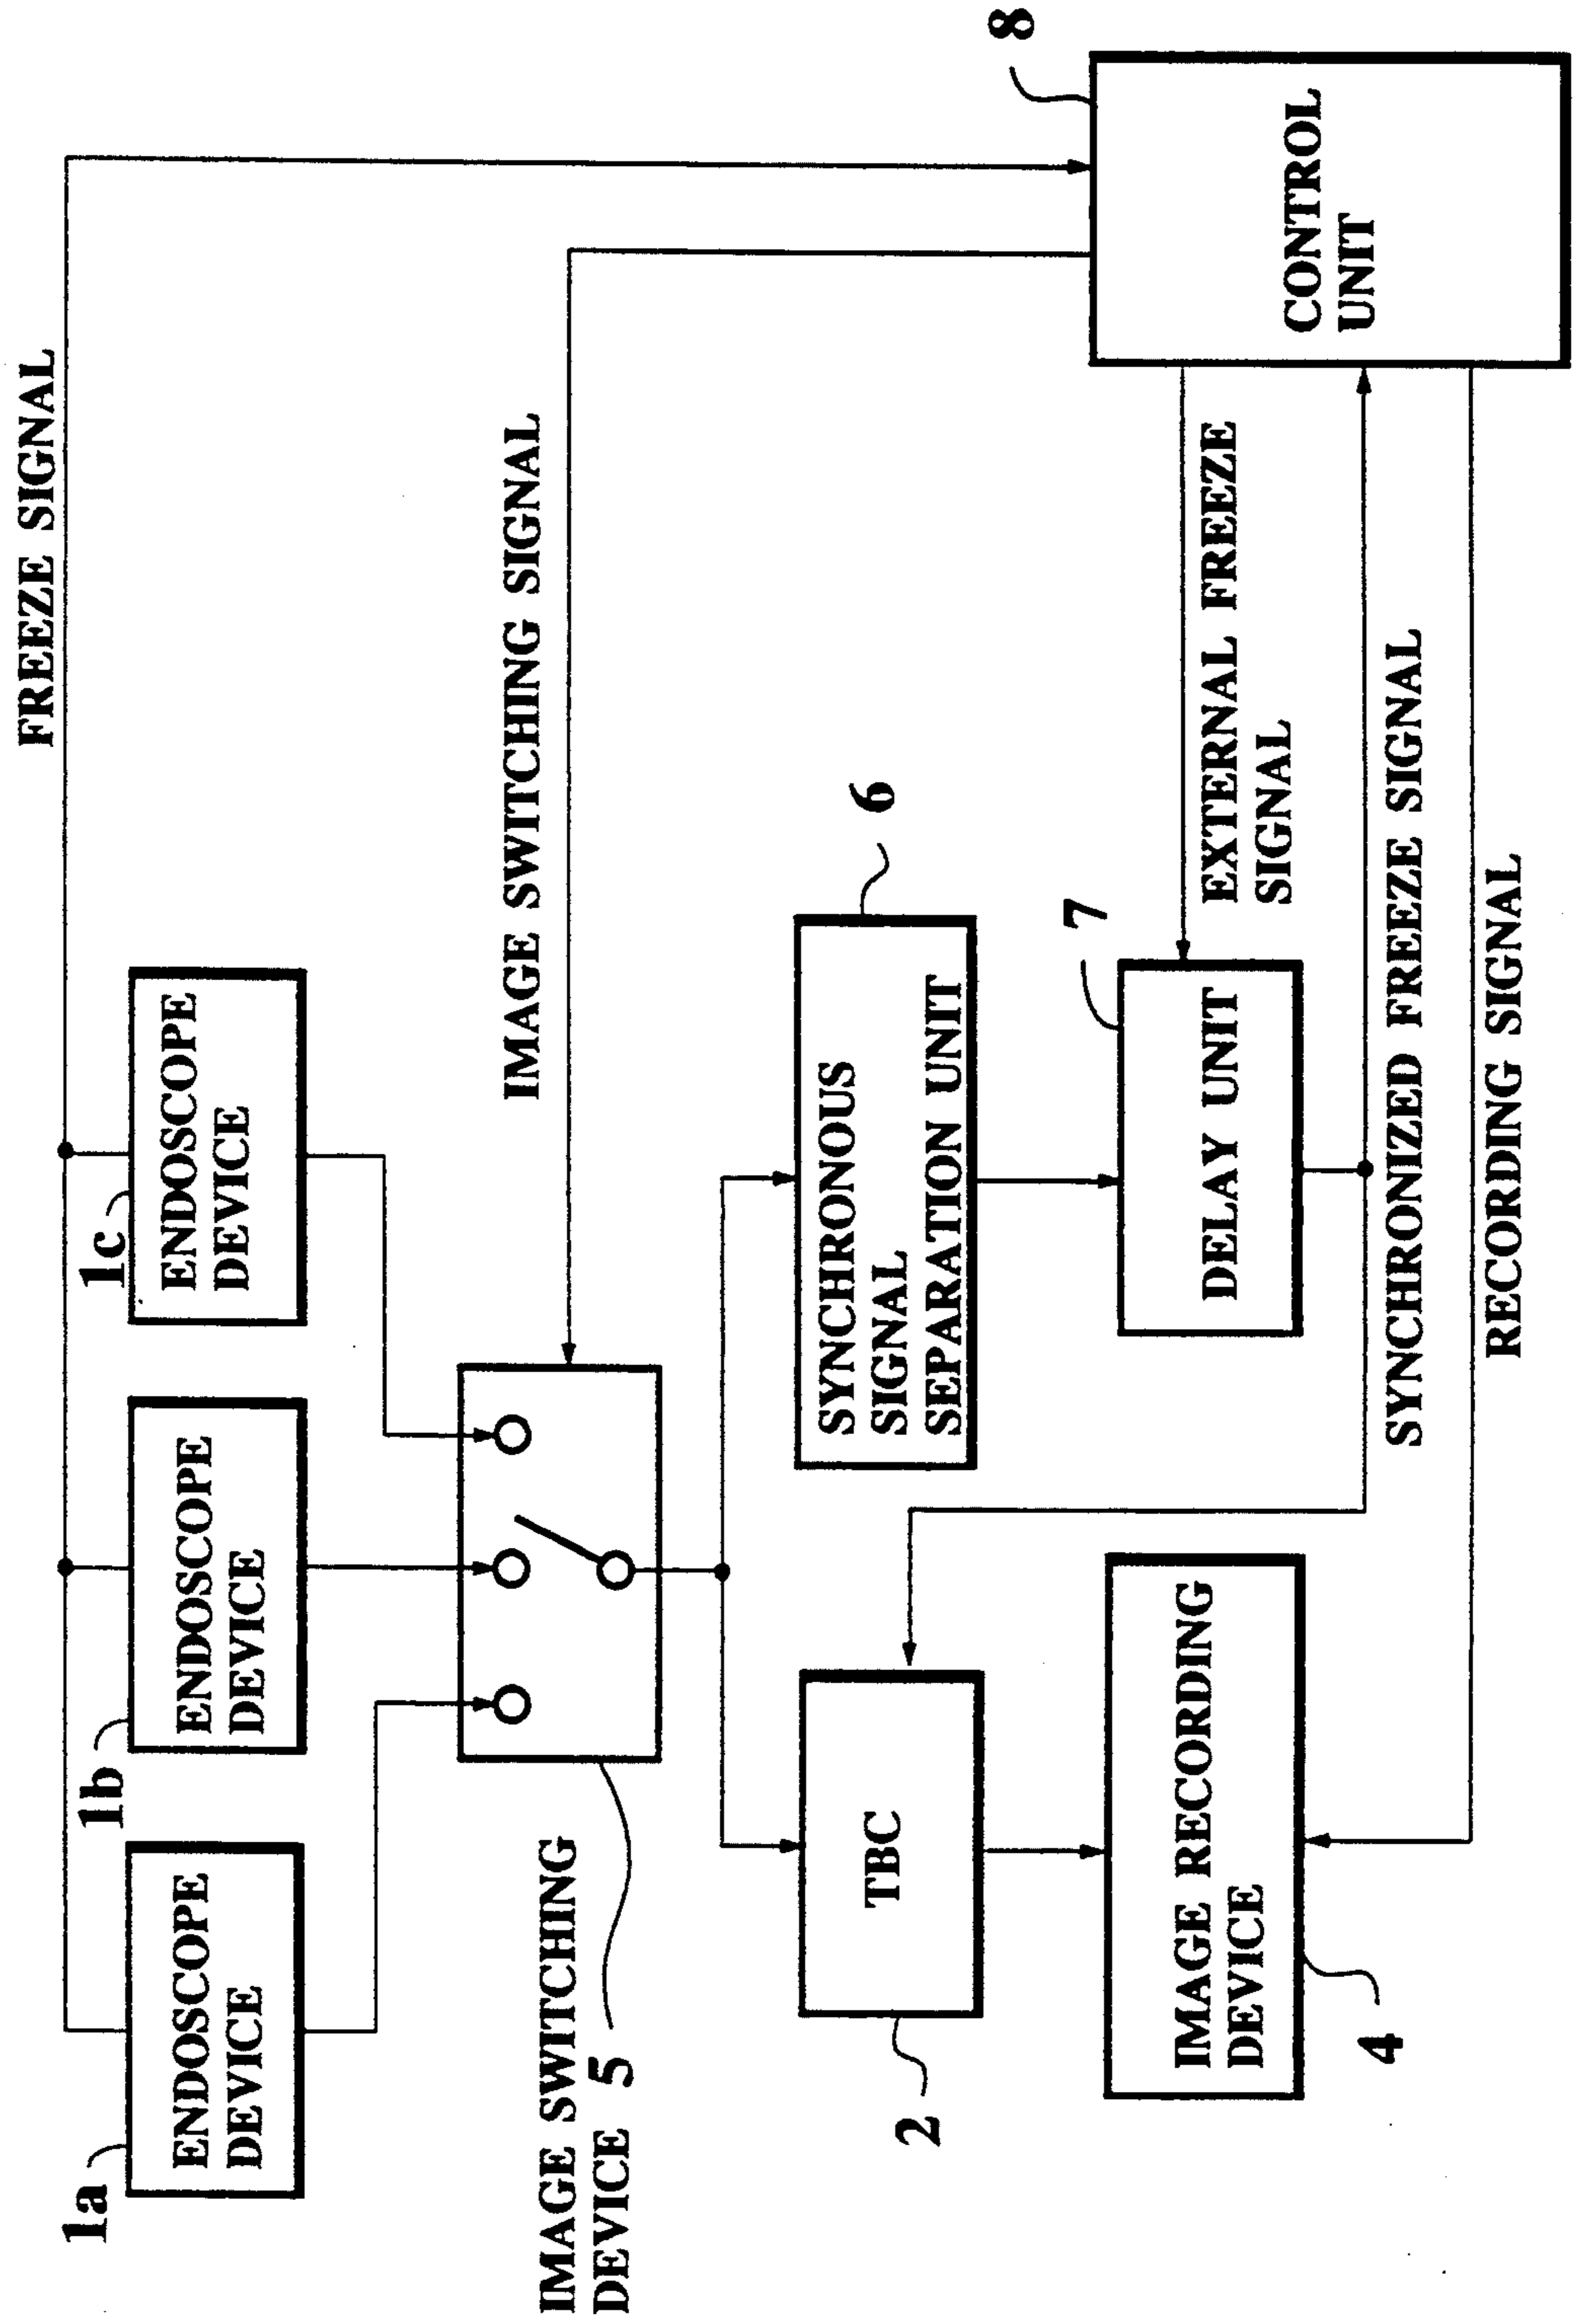 FREEZE SIGNAL
1a
ENDOSCOPE
DEVICE
1b
ENDOSCOPE
DEVICE
1c
ENDOSCOPE
DEVICE
IMAGE SWITCHING SIGNAL
8
IMAGE SWITCHING
DEVICE 5
2
TBC
SYNCHRONOUS
SIGNAL
SEPARATION UNIT
6
4
IMAGE RECORDING
DEVICE
7
DELAY UNIT
EXTERNAL FREEZE
SIGNAL
CONTROL
UNIT
SYNCHRONIZED FREEZE SIGNAL
RECORDING SIGNAL